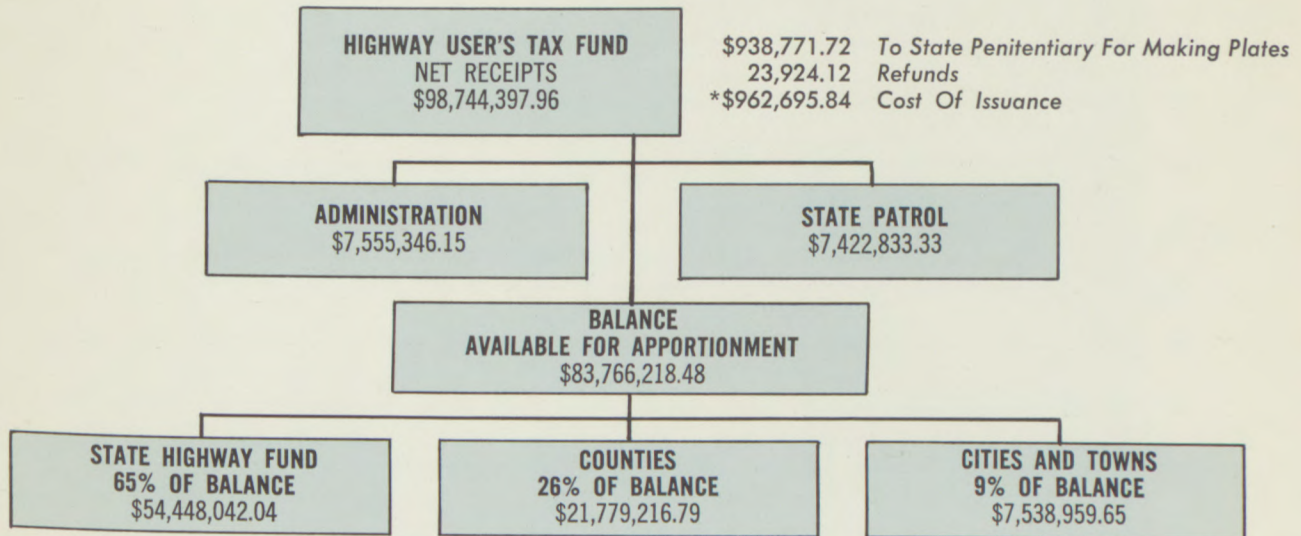 HIGHWAY USER'S TAX FUND
NET RECEIPTS
$98,744,397.96
$938,771.72 To State Penitentiary For Making Plates
23,924.12 Refunds
*$962,695.84 Cost Of Issuance
ADMINISTRATION
$7,555,346.15
STATE PATROL
$7,422,833.33
BALANCE
AVAILABLE FOR APPORTIONMENT
$83,766,218.48
STATE HIGHWAY FUND
65% OF BALANCE
$54,448,042.04
COUNTIES
26% OF BALANCE
$21,779,216.79
CITIES AND TOWNS
9% OF BALANCE
$7,538,959.65